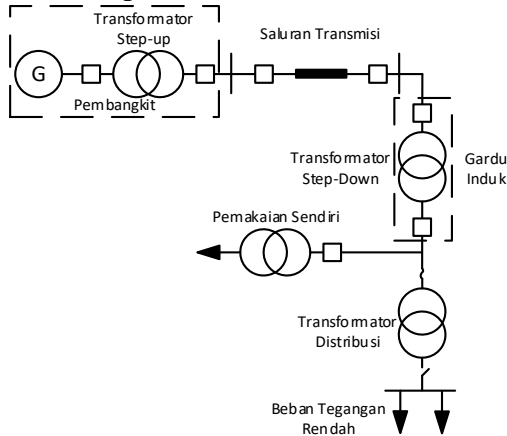 Transformator
Step-up
Saluran Transmisi
G
Pembangkit
Transformator
Step-Down
Gardu
Induk
Pemakaian Sendiri
Transformator
Distribusi
Beban Tegangan
Rendah